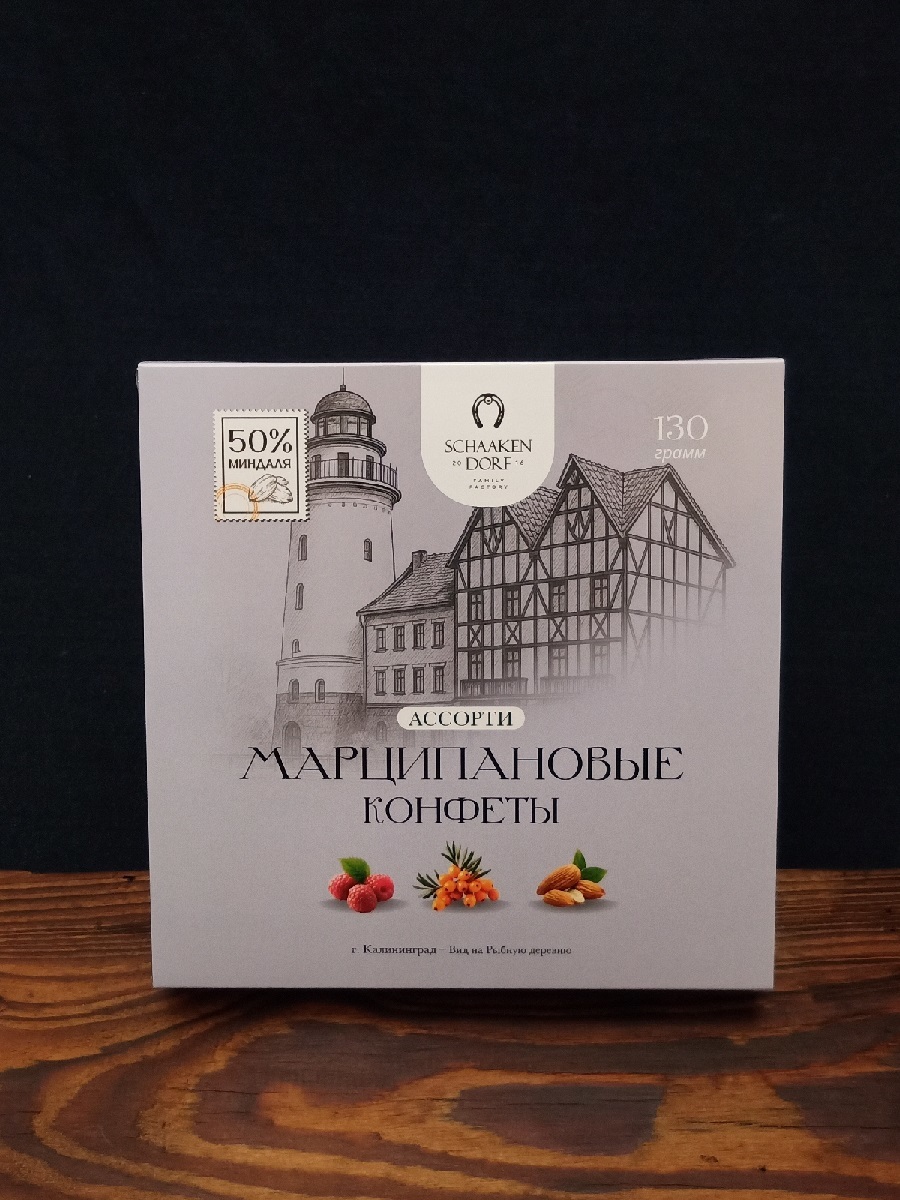 SCHAAKEN
DORF
20 16
FAMILY
FACTORY
50%
МИНДАЛЯ
130
грамм
АССОРТИ
МАРЦИПАНОВЫЕ
КОНФЕТЫ
г. Калининград – Вид на Рыбную деревню